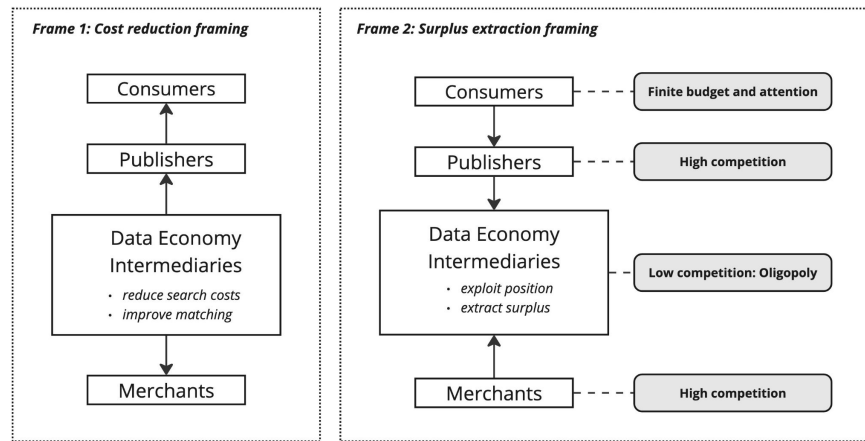 Frame 1: Cost reduction framing
Consumers
Publishers
Data Economy
Intermediaries
· reduce search costs
· improve matching
Merchants
Frame 2: Surplus extraction framing
Consumers
Finite budget and attention
Publishers
High competition
Data Economy
Intermediaries
· exploit position
· extract surplus
Low competition: Oligopoly
Merchants
High competition